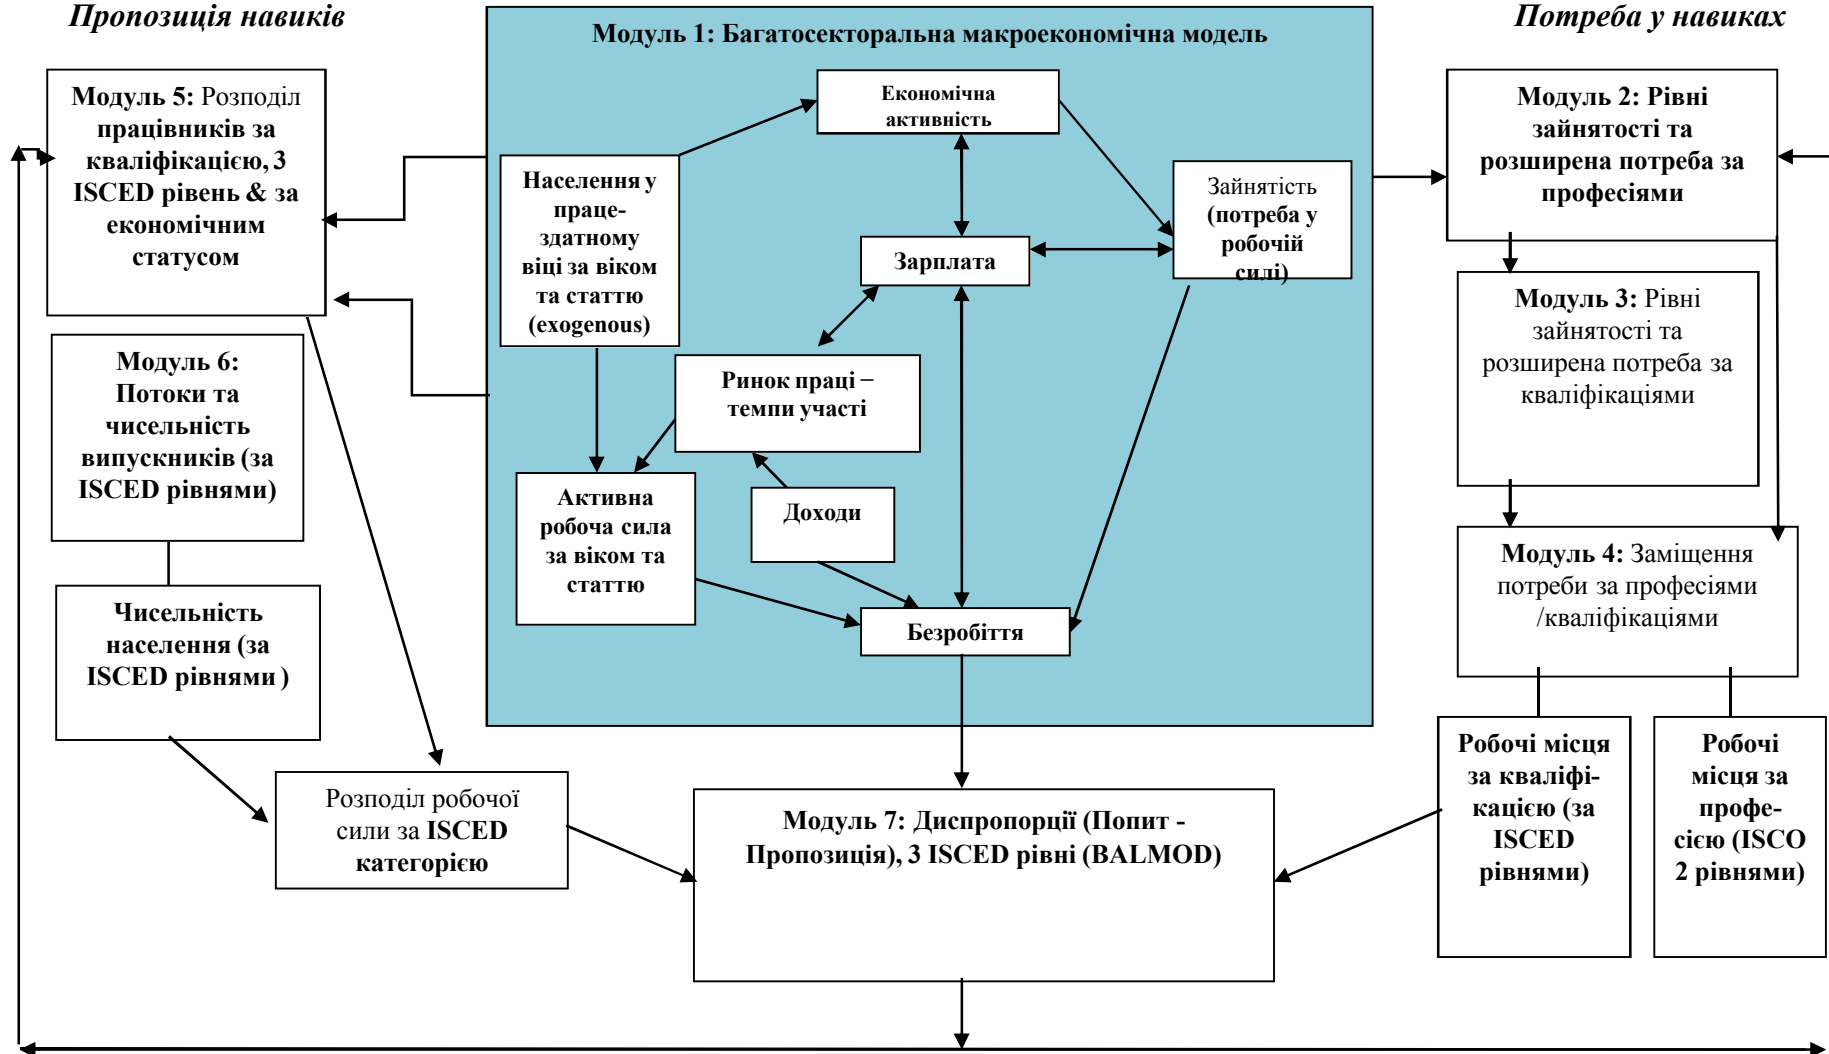 Пропозиція навиків
Потреба у навиках
Модуль 1: Багатосекторальна макроекономічна модель
Модуль 5: Розподіл
працівників за
кваліфікацією, 3
ISCED рівень & за
економічним
статусом
Модуль 6:
Потоки та
чисельність
випускників (за
ISCED рівнями)
Чисельність
населення (за
ISCED рівнями )
Розподіл робочої
сили за ISCED
категорією
Економічна
активність
Населення у
праце-
здатному
віці за віком
та статтю
(exogenous)
Зайнятість
(потреба у
робочій
силі)
Зарплата
Ринок праці –
темпи участі
Активна
робоча сила
за віком та
статтю
Доходи
Безробіття
Модуль 7: Диспропорції (Попит -
Пропозиція), 3 ISCED рівні (BALMOD)
Модуль 2: Рівні
зайнятості та
розширена потреба за
професіями
Модуль 3: Рівні
зайнятості та
розширена потреба за
кваліфікаціями
Модуль 4: Заміщення
потреби за професіями
/кваліфікаціями
Робочі місця
за кваліфі-
кацією (за
ISCED
рівнями)
Робочі
місця за
профе-
сією (ISCO
2 рівнями)